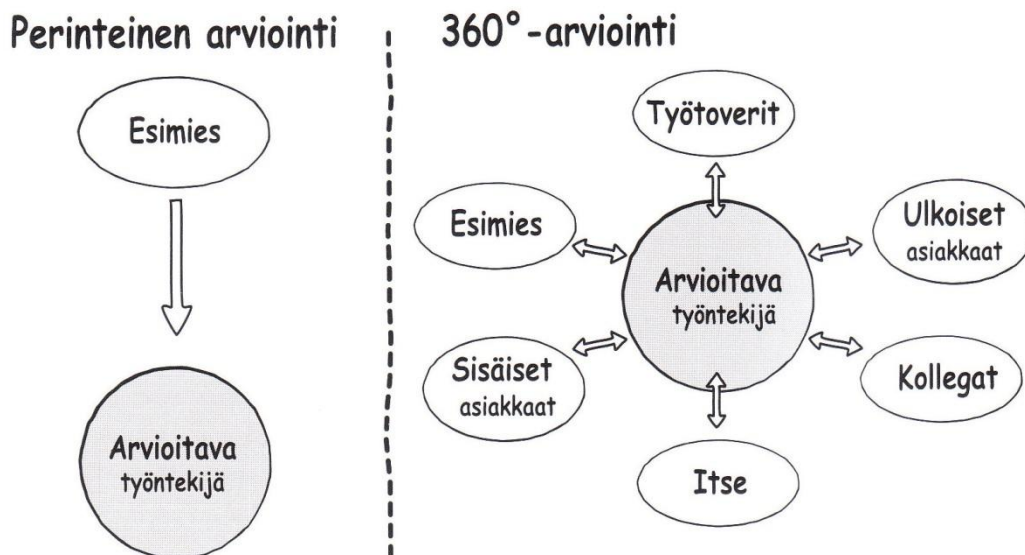 Perinteinen arviointi
Esimies
Arvioitava
työntekijä
360°-arviointi
Työtoverit
Esimies
Ulkoiset
asiakkaat
Arvioitava
työntekijä
Sisäiset
asiakkaat
Kollegat
Itse